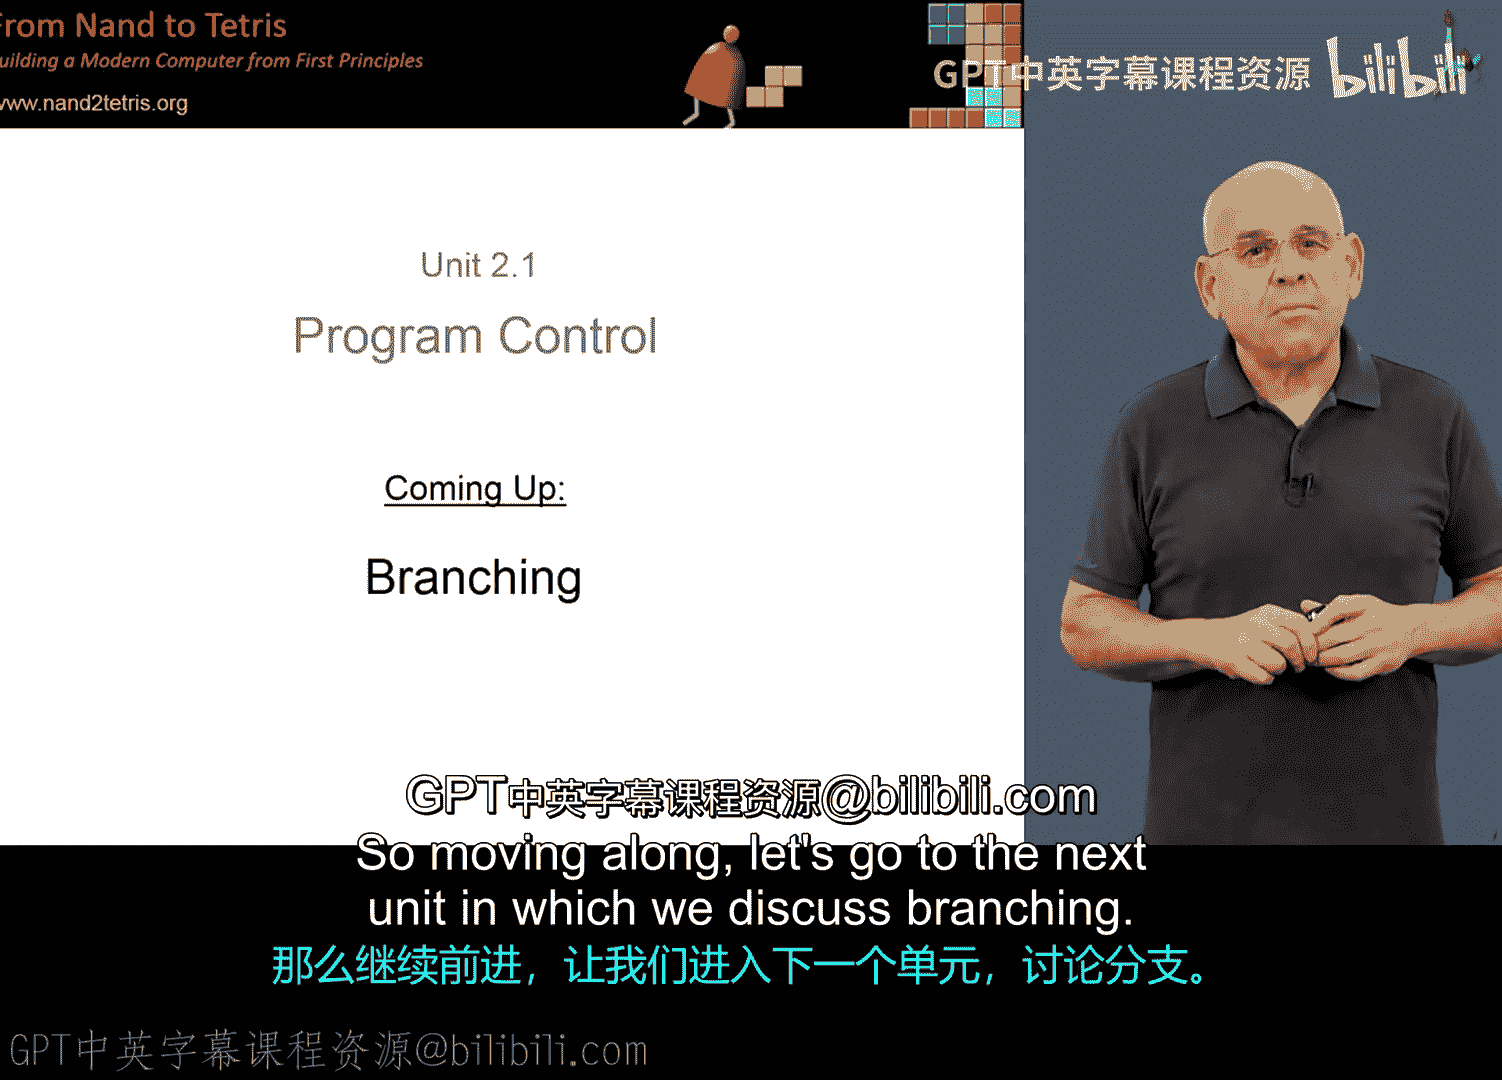 From Nand to Tetris
uilding a Modern Computer from First Principles
www.nand2tetris.org
GPT中英字幕课程资源 bilibili
Unit 2.1
Program Control
Coming Up:
Branching
GPT中英字幕课程资源@bilibili.com
So moving along, let's go to the next
unit in which we discuss branching.
那么继续前进，让我们进入下一个单元，讨论分支。
GPT中英字幕课程资源@bilibili.com